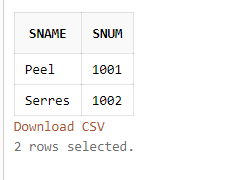 SNAME SNUM
Peel 1001
Serres 1002
Download CSV
2 rows selected.